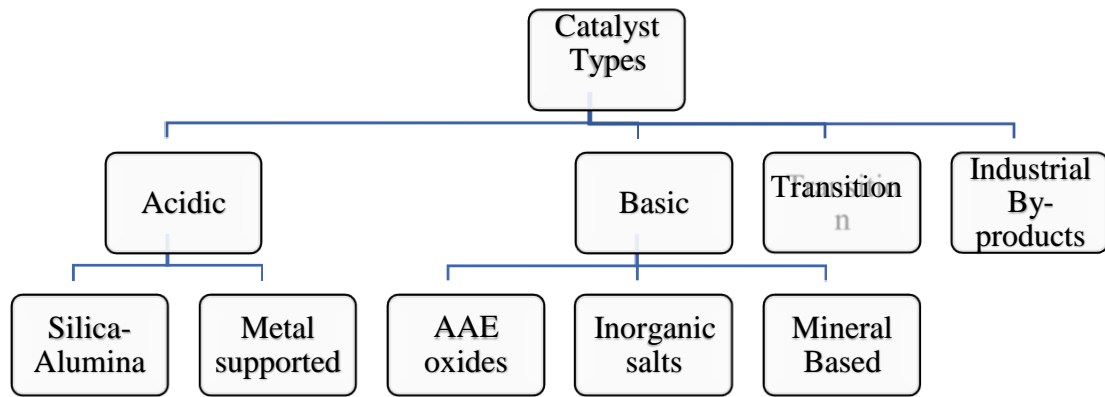 Catalyst
Types
Acidic
Basic
Transition
Industrial
By-
products
Silica-
Alumina
Metal
supported
AAE
oxides
Inorganic
salts
Mineral
Based